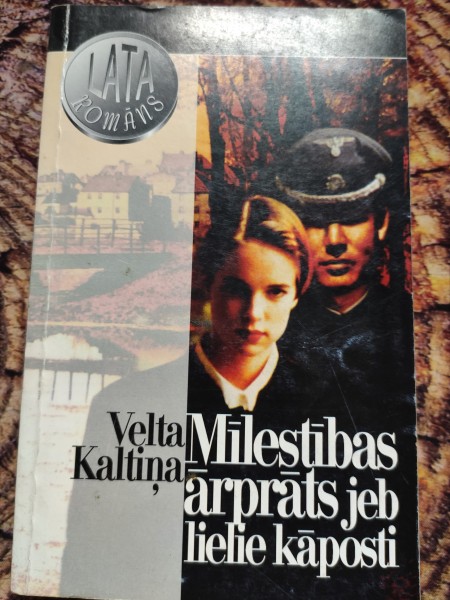 LATA
ROMĀNS
Velta
Kaltiņa
Mīlestības
ārprāts jeb
lielie kāposti